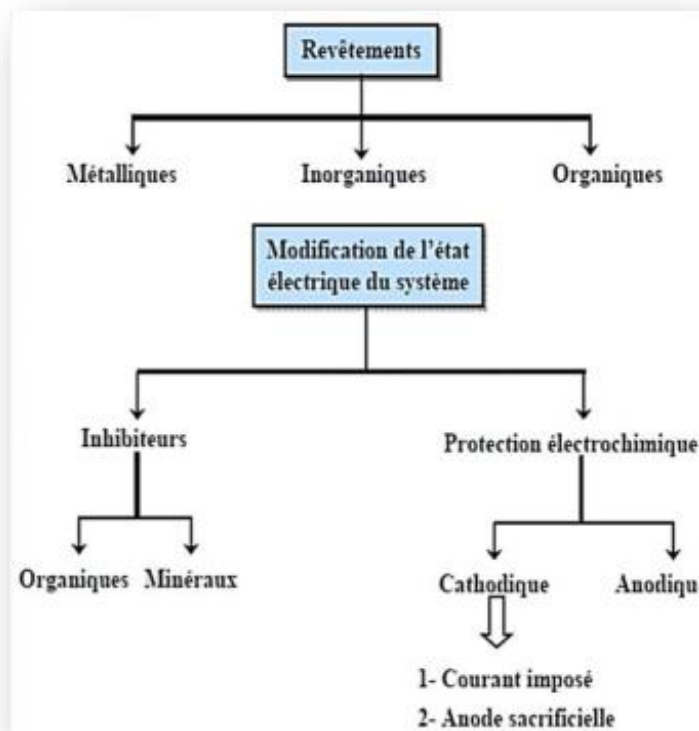 Revêtements
Métalliques Inorganiques Organiques
Modification de l'état
électrique du système
Inhibiteurs Protection électrochimique
Organiques Minéraux Cathodique Anodiqu
1- Courant imposé
2- Anode sacrificielle